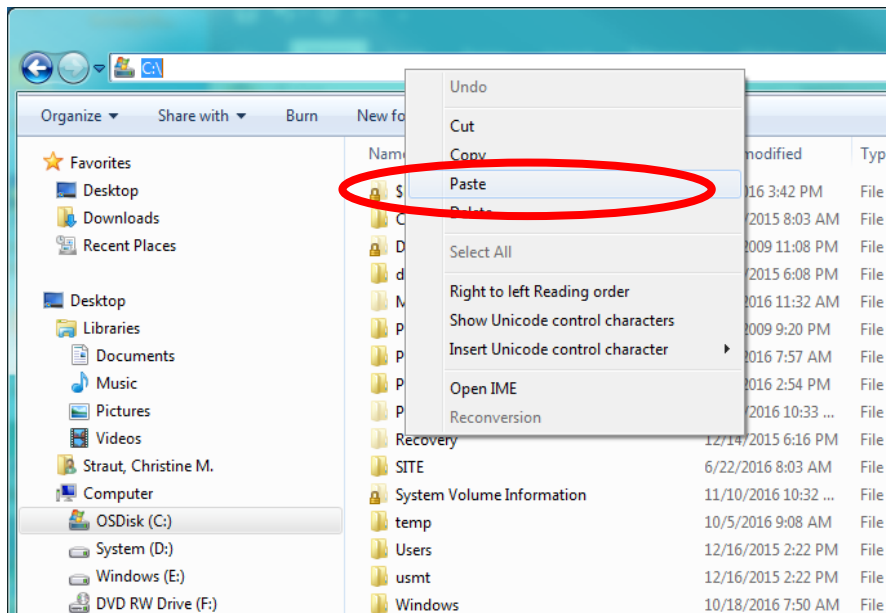 C:\
Organize Share with Burn New fo
Undo
Cut
Copy
Paste
Delete
Select All
Right to left Reading order
Show Unicode control characters
Insert Unicode control character
Open IME
Reconversion
Favorites
Desktop
Downloads
Recent Places
Desktop
Libraries
Documents
Music
Pictures
Videos
Straut, Christine M.
Computer
OSDisk (C:)
System (D:)
Windows (E:)
DVD RW Drive (F:)
Name modified Typ
$ 016 3:42 PM File
C 2015 8:03 AM File
D 2009 11:08 PM File
d /2015 6:08 PM File
M 2016 11:32 AM File
P 2009 9:20 PM File
P 2016 7:57 AM File
P 2016 2:54 PM File
P /2016 10:33 ... File
Recovery 12/14/2015 6:16 PM File
SITE 6/22/2016 8:03 AM File
System Volume Information 11/10/2016 10:32 ... File
temp 10/5/2016 9:08 AM File
Users 12/16/2015 2:22 PM File
usmt 12/16/2015 2:22 PM File
Windows 10/18/2016 7:50 AM File